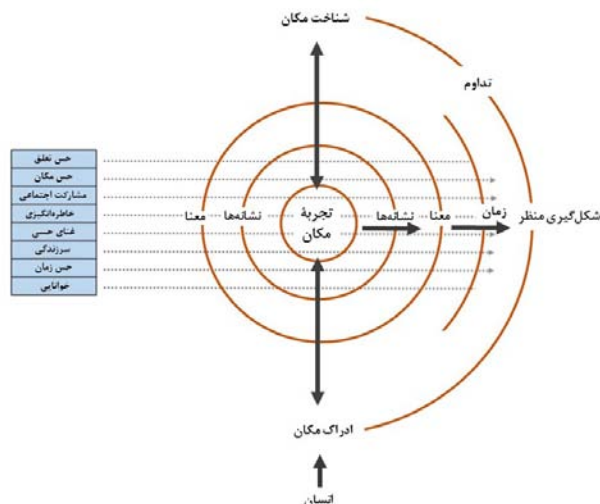 شناخت مکان
تداوم
حس تعلق
حس مکان
مشارکت اجتماعی
خاطره‌انگیزی
غنای حسی
سرزندگی
حس زمان
خوانایی
معنا
نشانه‌ها
تجربهٔ
مکان
نشانه‌ها
معنا
زمان
شکل‌گیری منظر
ادراک مکان
انسان